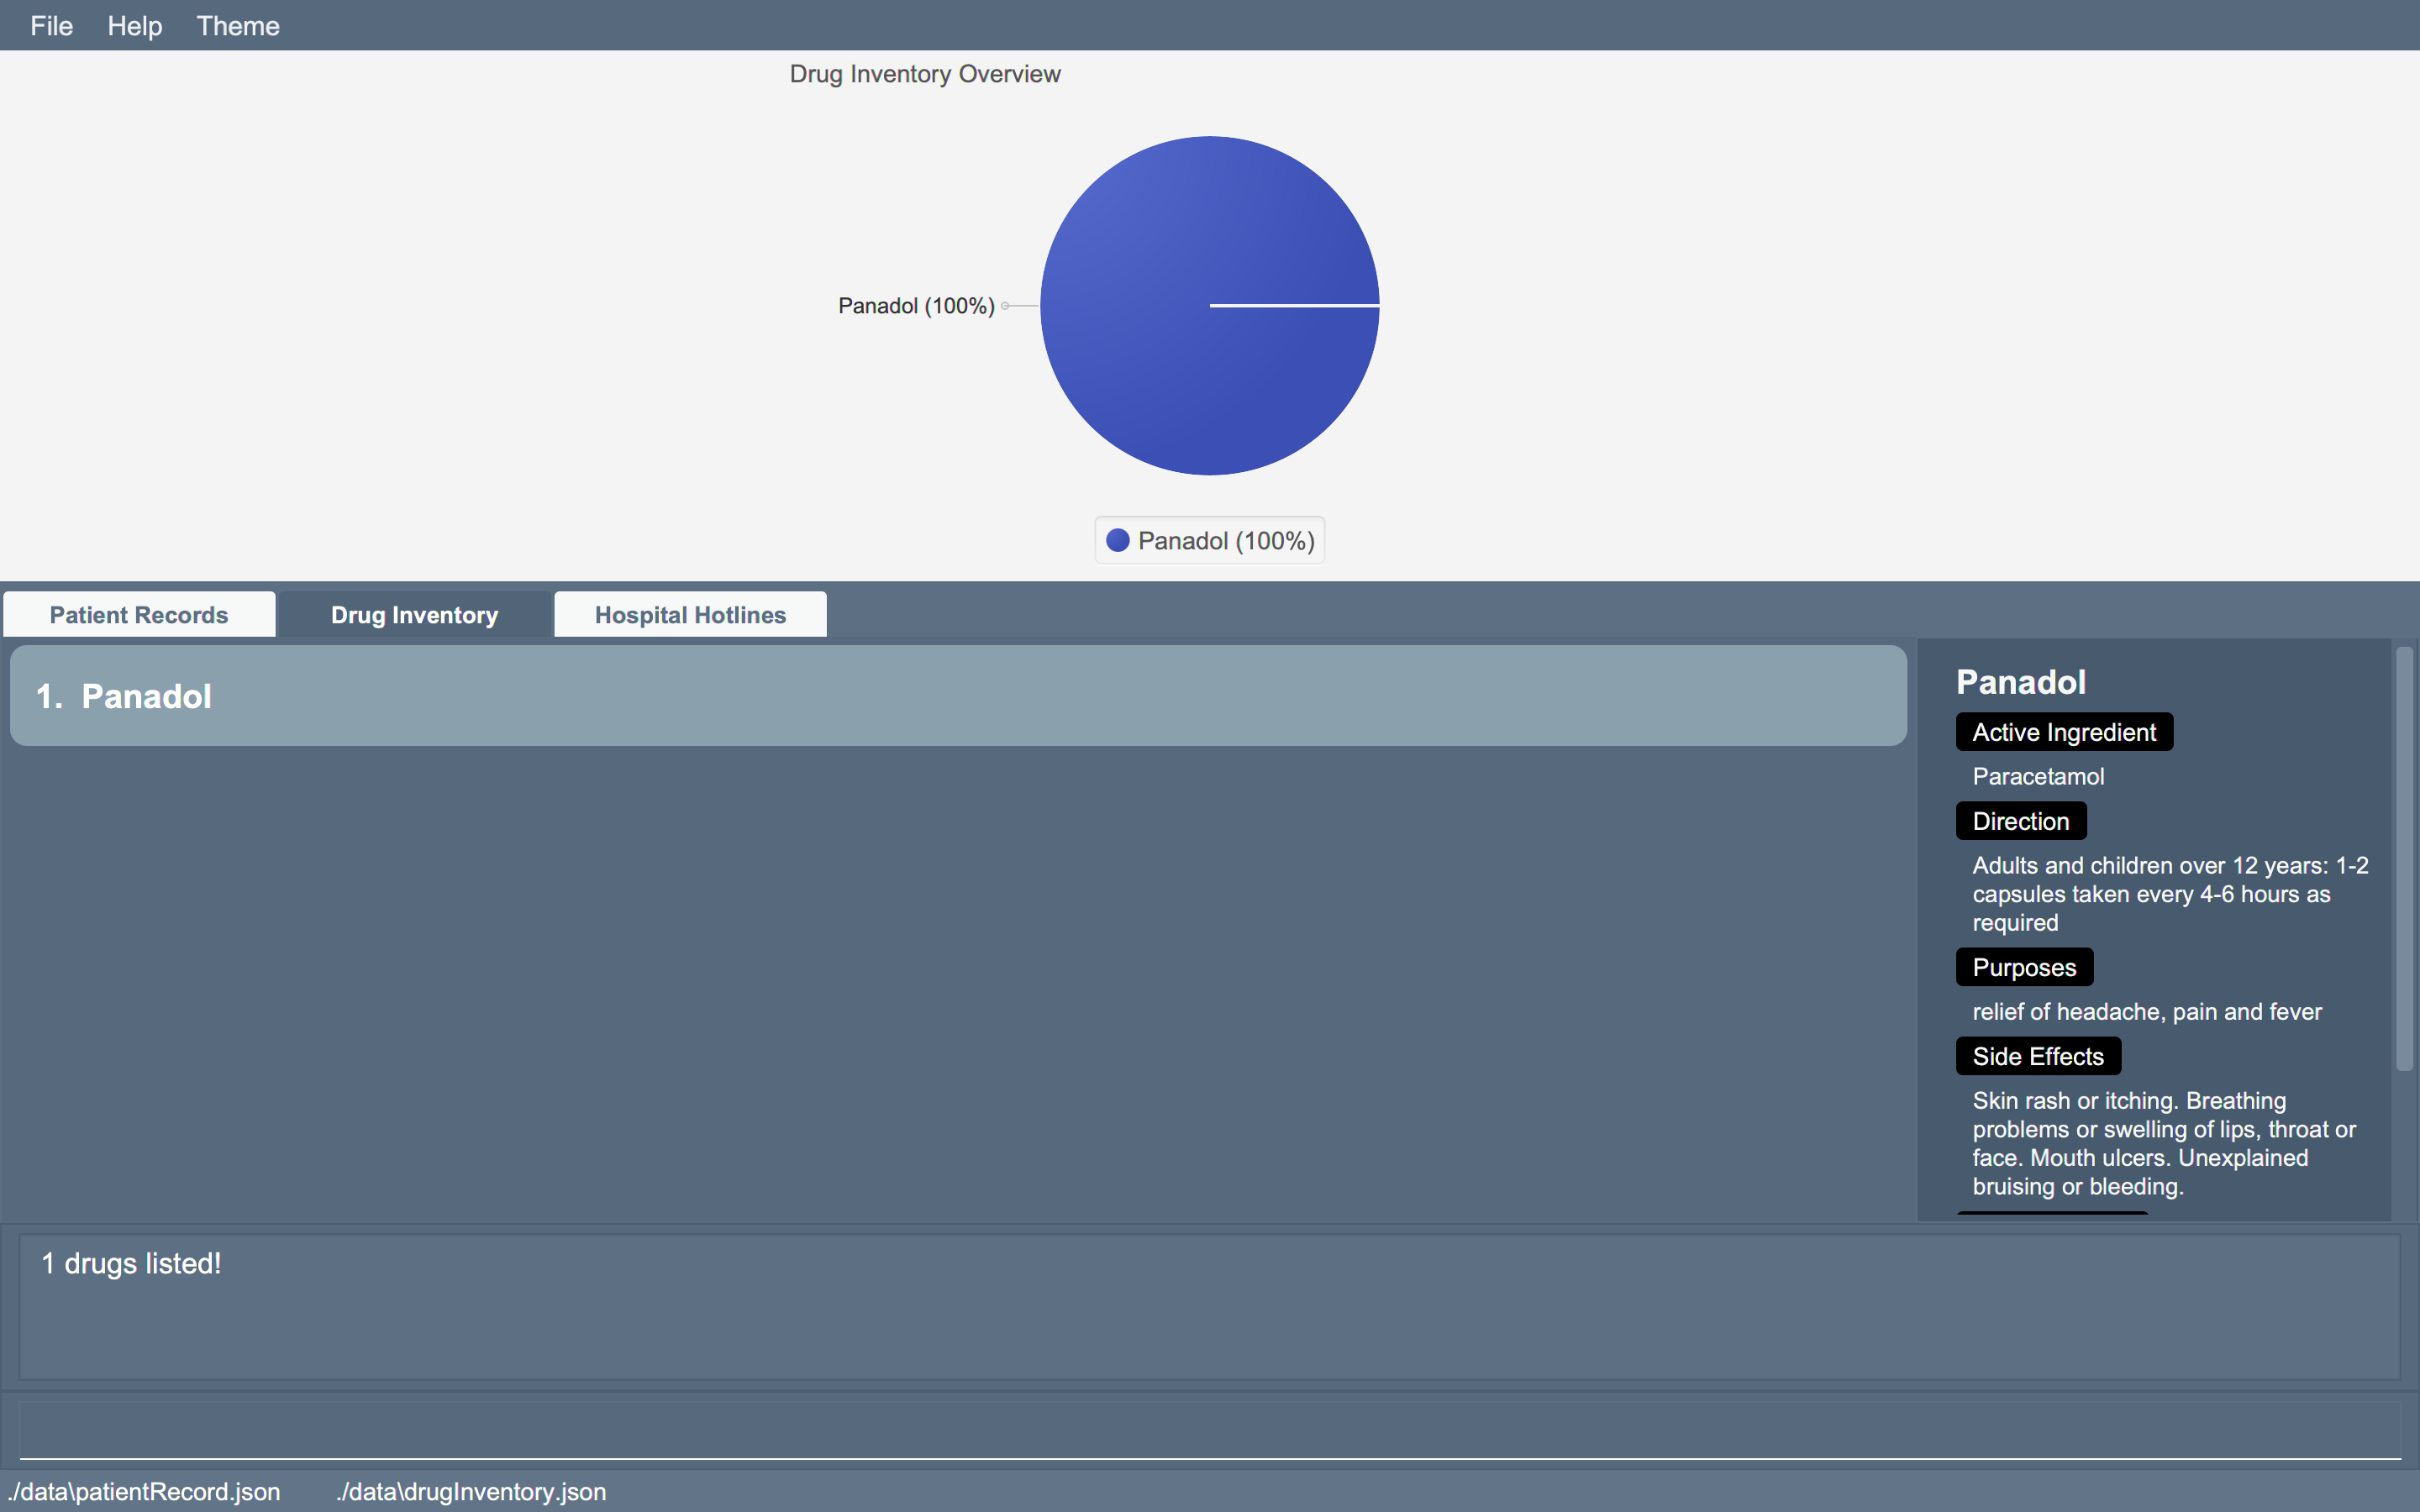 File Help Theme
Drug Inventory Overview
Panadol (100%)
Panadol (100%)
Patient Records Drug Inventory Hospital Hotlines
1. Panadol
Panadol
Active Ingredient
Paracetamol
Direction
Adults and children over 12 years: 1-2
capsules taken every 4-6 hours as
required
Purposes
relief of headache, pain and fever
Side Effects
Skin rash or itching. Breathing
problems or swelling of lips, throat or
face. Mouth ulcers. Unexplained
bruising or bleeding.
1 drugs listed!
./data\patientRecord.json ./data\drugInventory.json